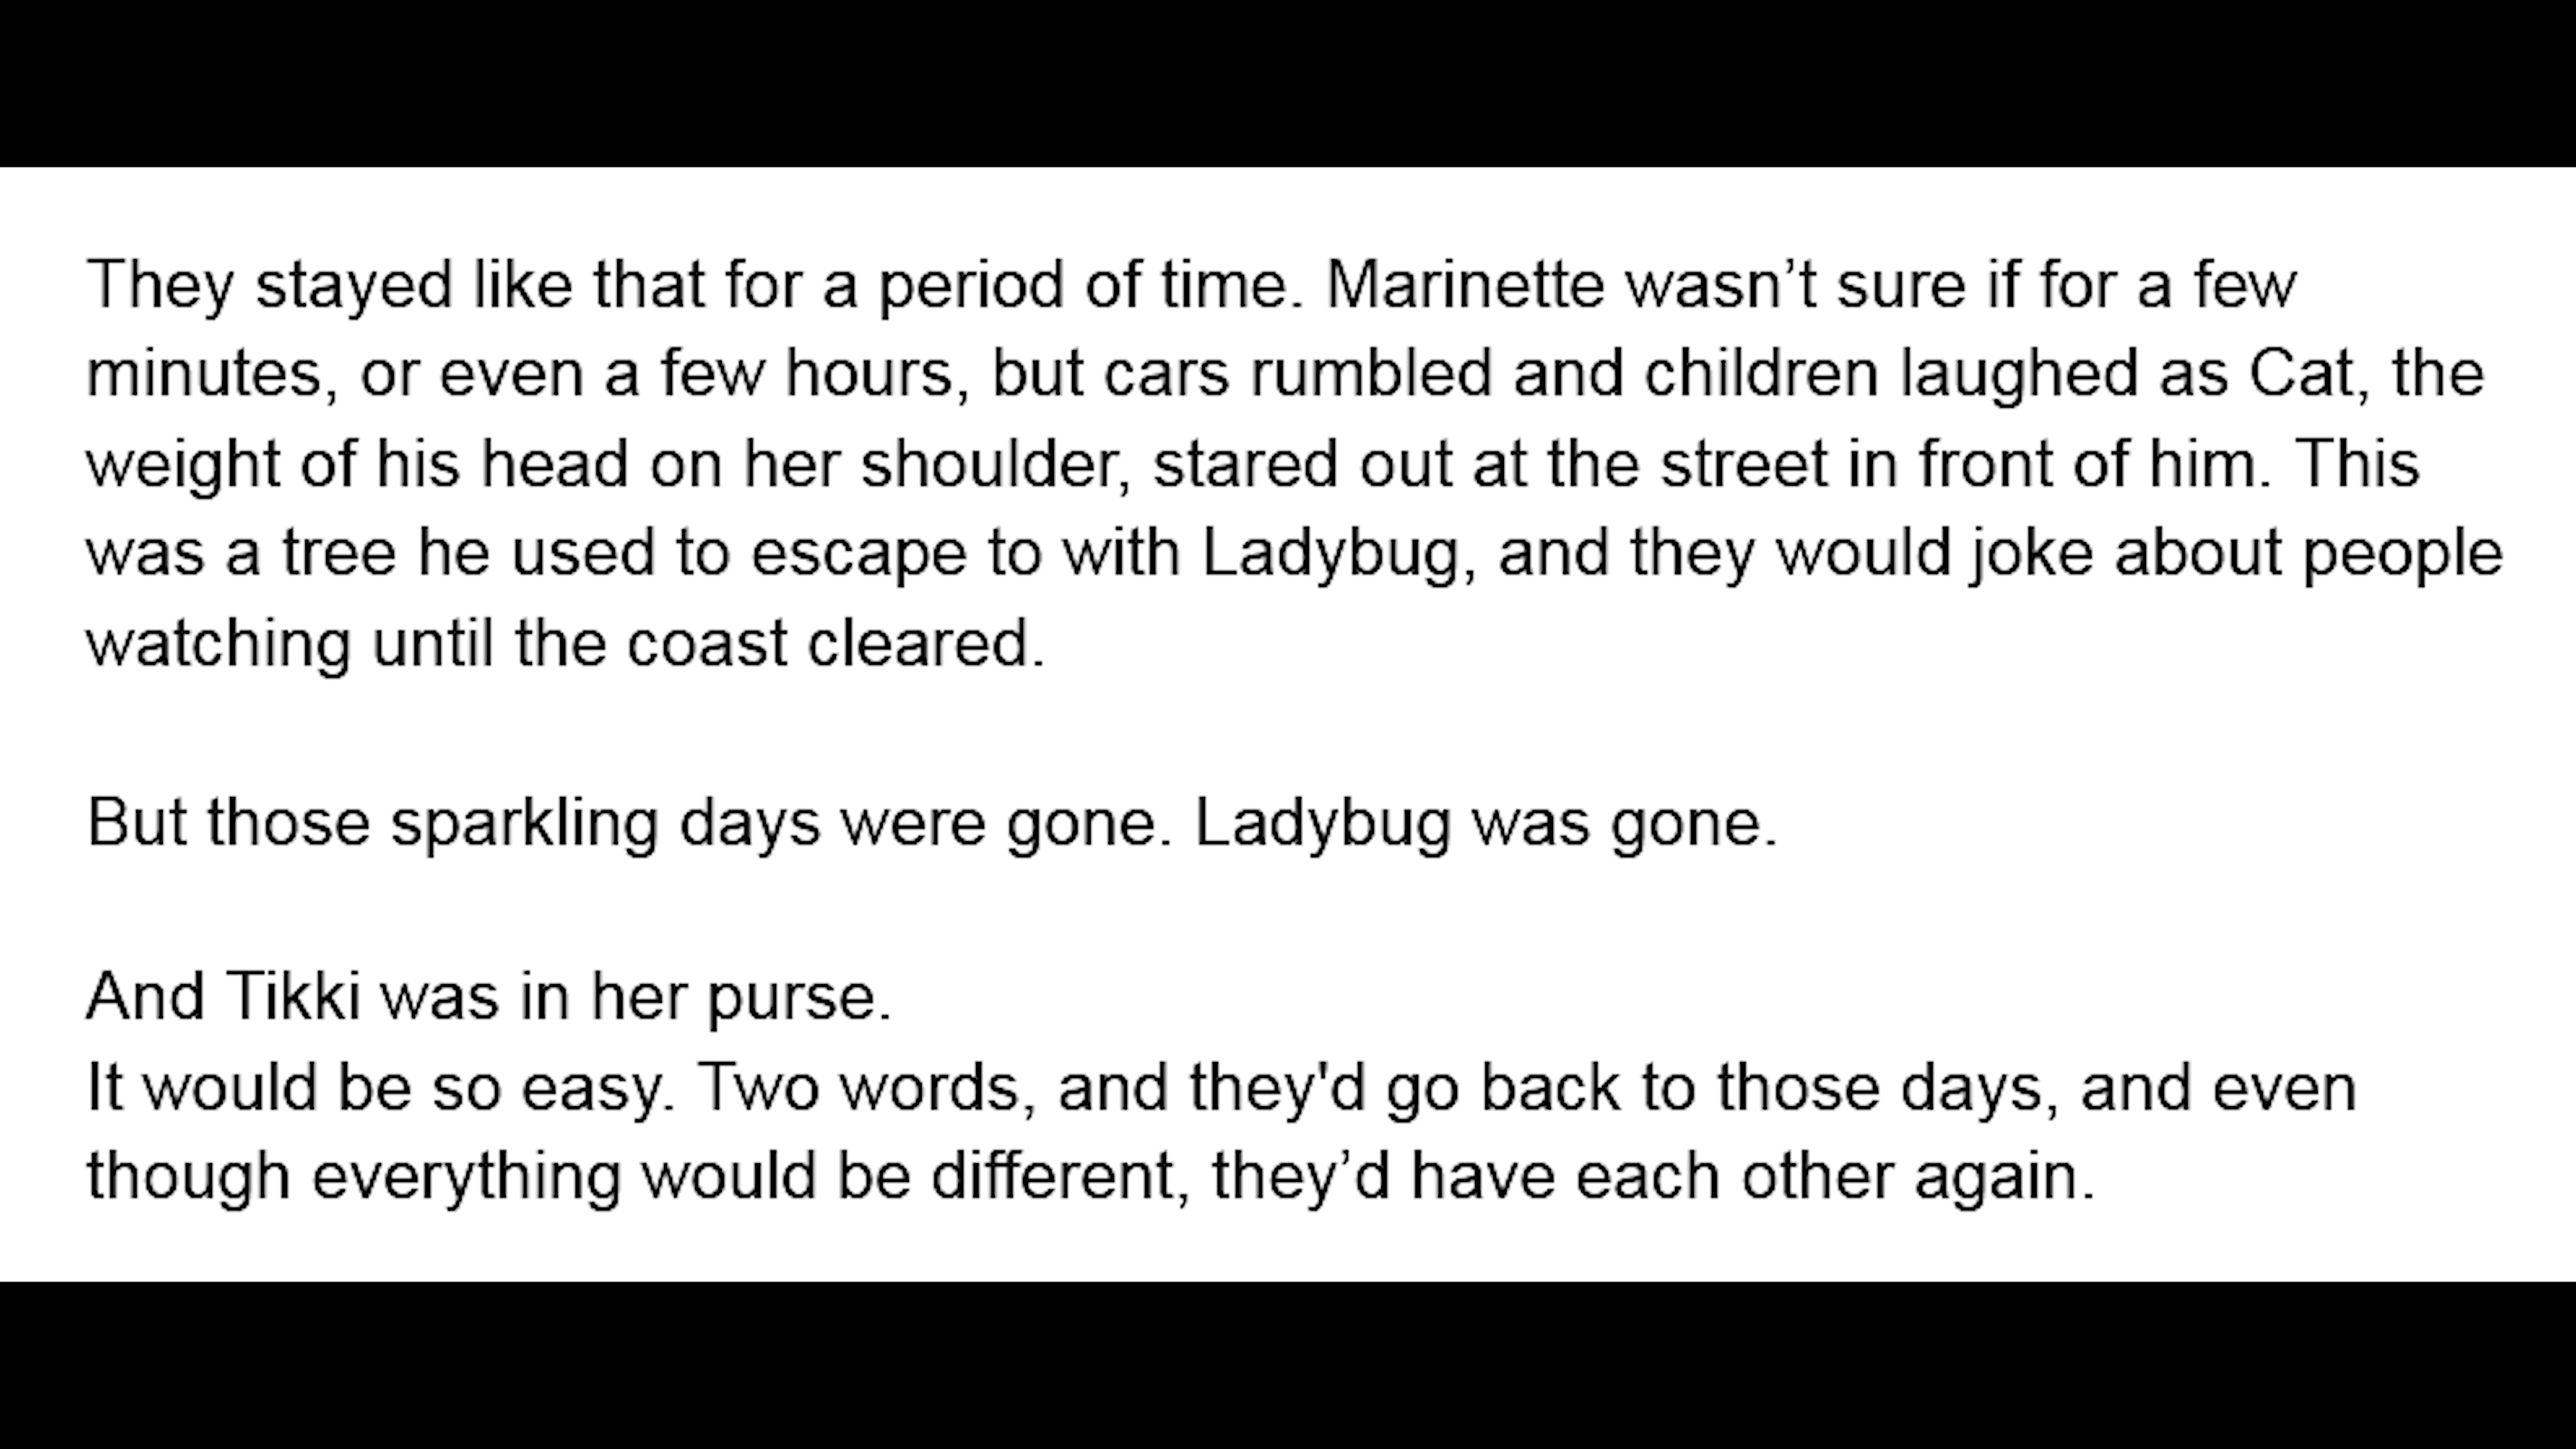 They stayed like that for a period of time. Marinette wasn’t sure if for a few
minutes, or even a few hours, but cars rumbled and children laughed as Cat, the
weight of his head on her shoulder, stared out at the street in front of him. This
was a tree he used to escape to with Ladybug, and they would joke about people
watching until the coast cleared.
But those sparkling days were gone. Ladybug was gone.
And Tikki was in her purse.
It would be so easy. Two words, and they'd go back to those days, and even
though everything would be different, they’d have each other again.